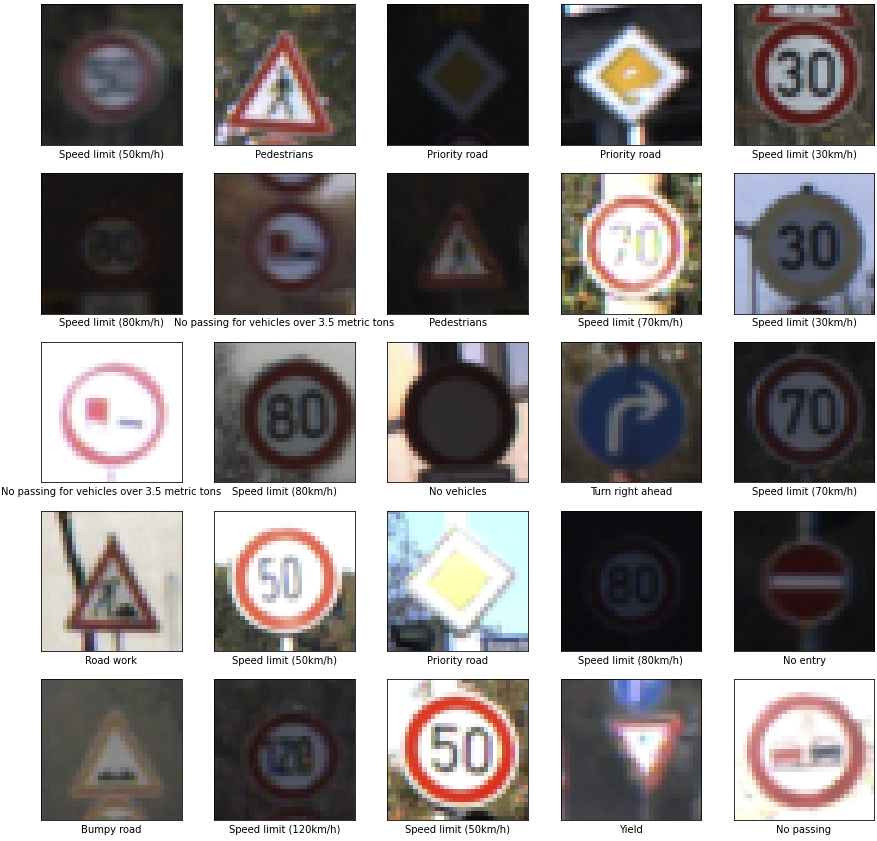 50
Speed limit (50km/h)
Pedestrians
Priority road
Priority road
30
Speed limit (30km/h)
80
Speed limit (80km/h)
No passing for vehicles over 3.5 metric tons
Pedestrians
70
Speed limit (70km/h)
30
Speed limit (30km/h)
No passing for vehicles over 3.5 metric tons
80
Speed limit (80km/h)
No vehicles
Turn right ahead
70
Speed limit (70km/h)
Road work
50
Speed limit (50km/h)
Priority road
80
Speed limit (80km/h)
No entry
Bumpy road
120
Speed limit (120km/h)
50
Speed limit (50km/h)
Yield
No passing